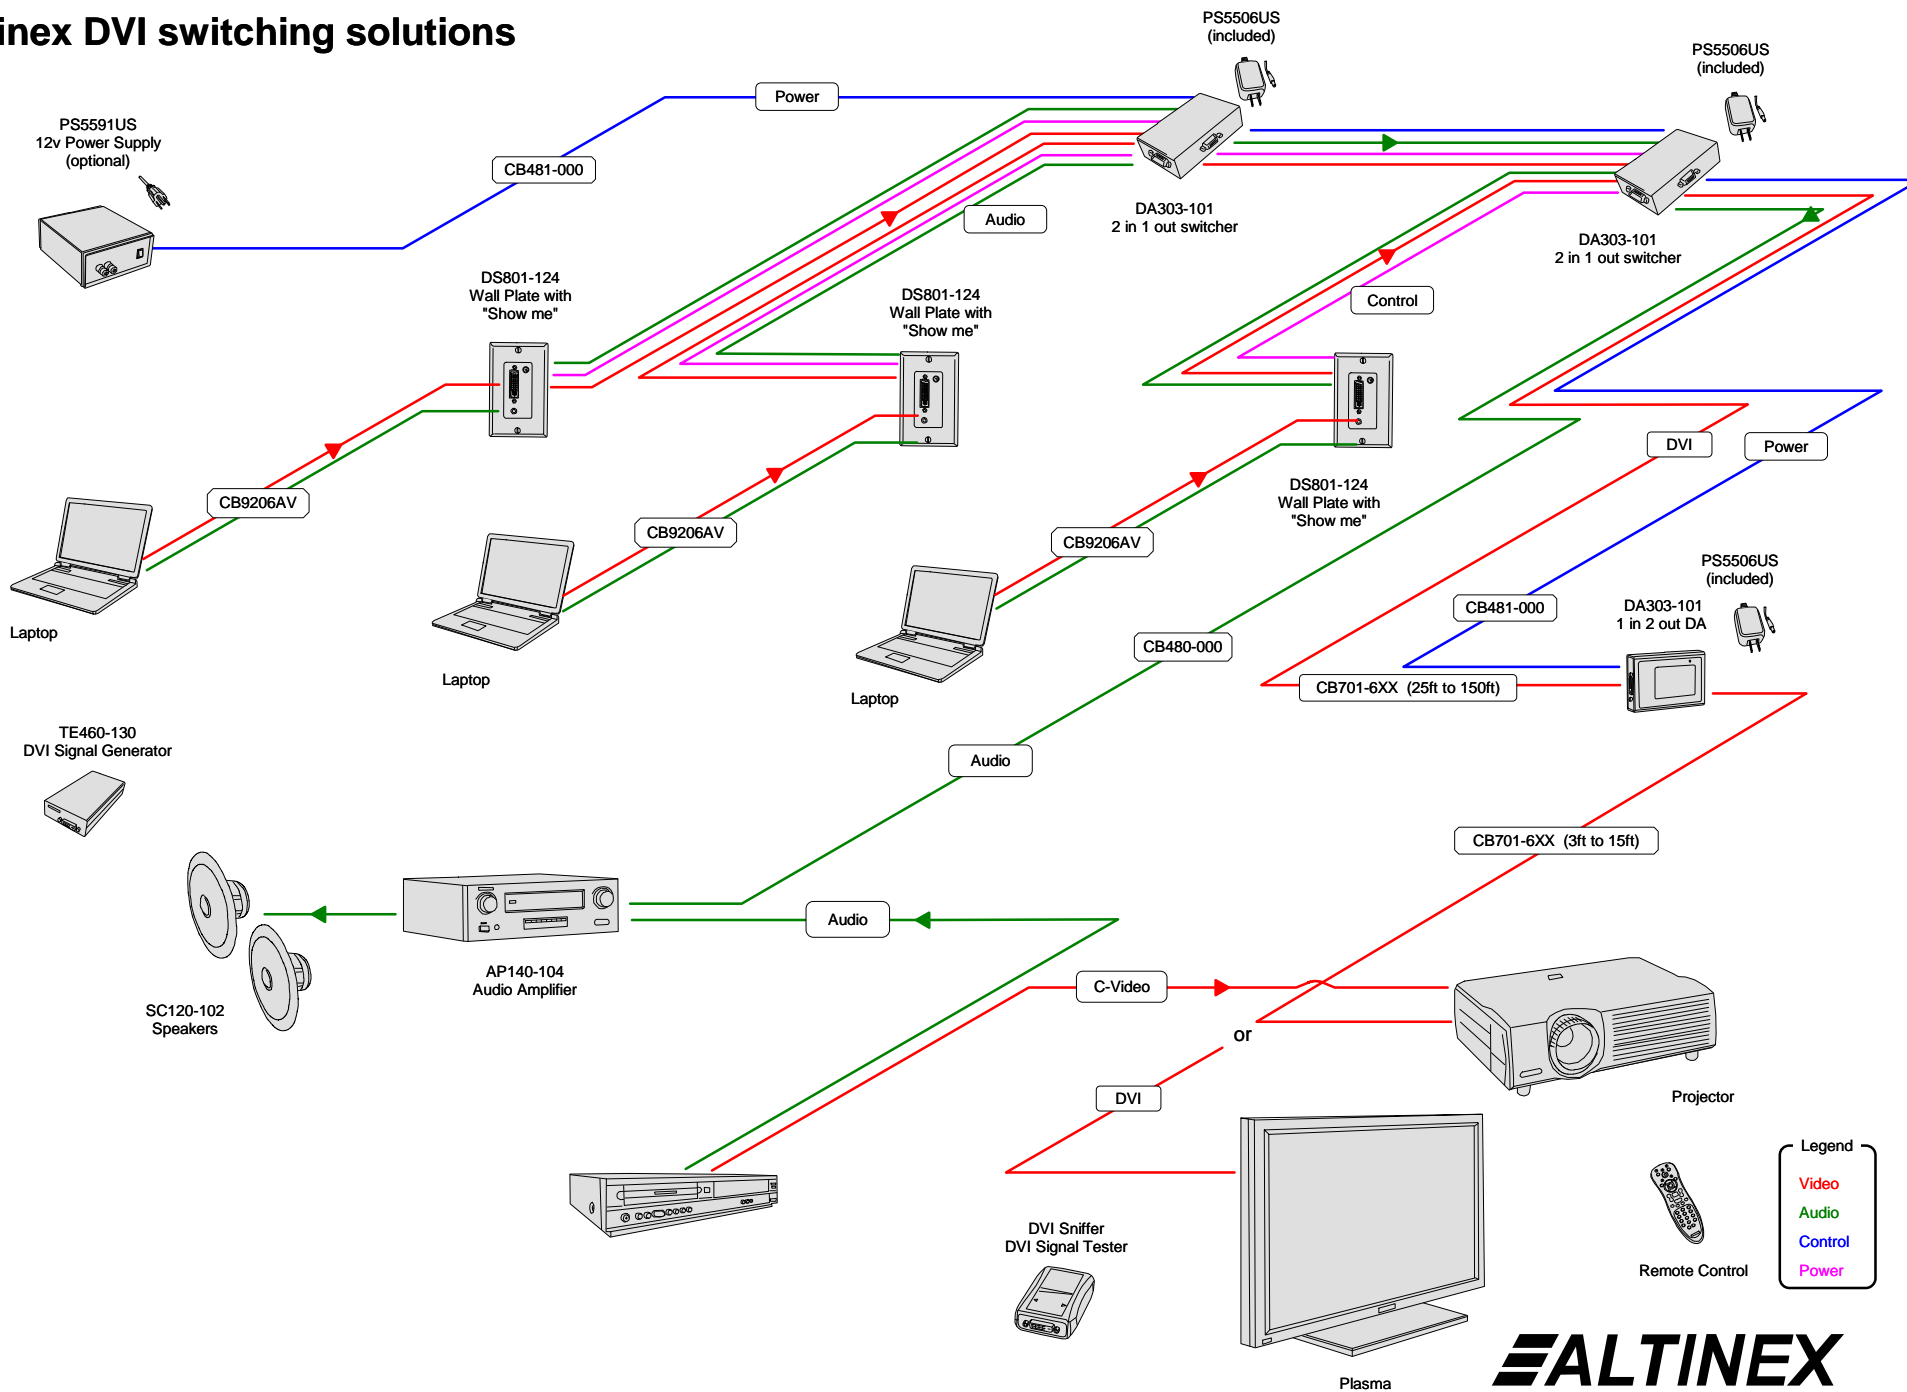 inex DVI switching solutions
PS5506US
(included)
PS5506US
(included)
Power
PS5591US
12v Power Supply
(optional)
CB481-000
DA303-101
2 in 1 out switcher
Audio
DA303-101
2 in 1 out switcher
DS801-124
Wall Plate with
"Show me"
DS801-124
Wall Plate with
"Show me"
Control
DVI
Power
CB9206AV
CB9206AV
CB9206AV
DS801-124
Wall Plate with
"Show me"
PS5506US
(included)
CB481-000
DA303-101
1 in 2 out DA
Laptop
Laptop
Laptop
CB480-000
CB701-6XX (25ft to 150ft)
TE460-130
DVI Signal Generator
Audio
CB701-6XX (3ft to 15ft)
Audio
AP140-104
Audio Amplifier
SC120-102
Speakers
C-Video
or
DVI
Projector
Legend
Video
Audio
Control
Power
DVI Sniffer
DVI Signal Tester
Remote Control
Plasma
ALTINEX